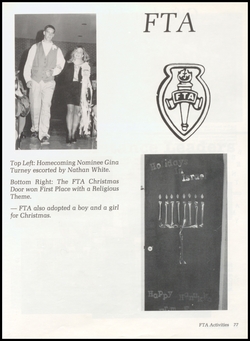 FTA
FTA
Top Left: Homecoming Nominee Gina
Turney escorted by Nathan White.
Bottom Right: The FTA Christmas
Door won First Place with a Religious
Theme.
— FTA also adopted a boy and a girl
for Christmas.
FTA Activities 77